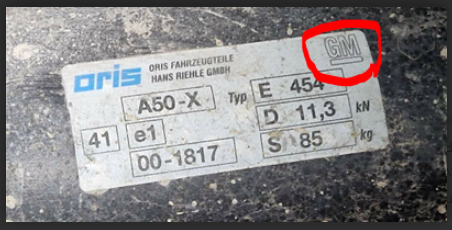 oris
ORIS FAHRZEUGTEILE
HANS RIEHLE GMBH
GM
A50-X
Typ
E 454
41
e1
D 11,3 kN
00-1817
S 85 kg